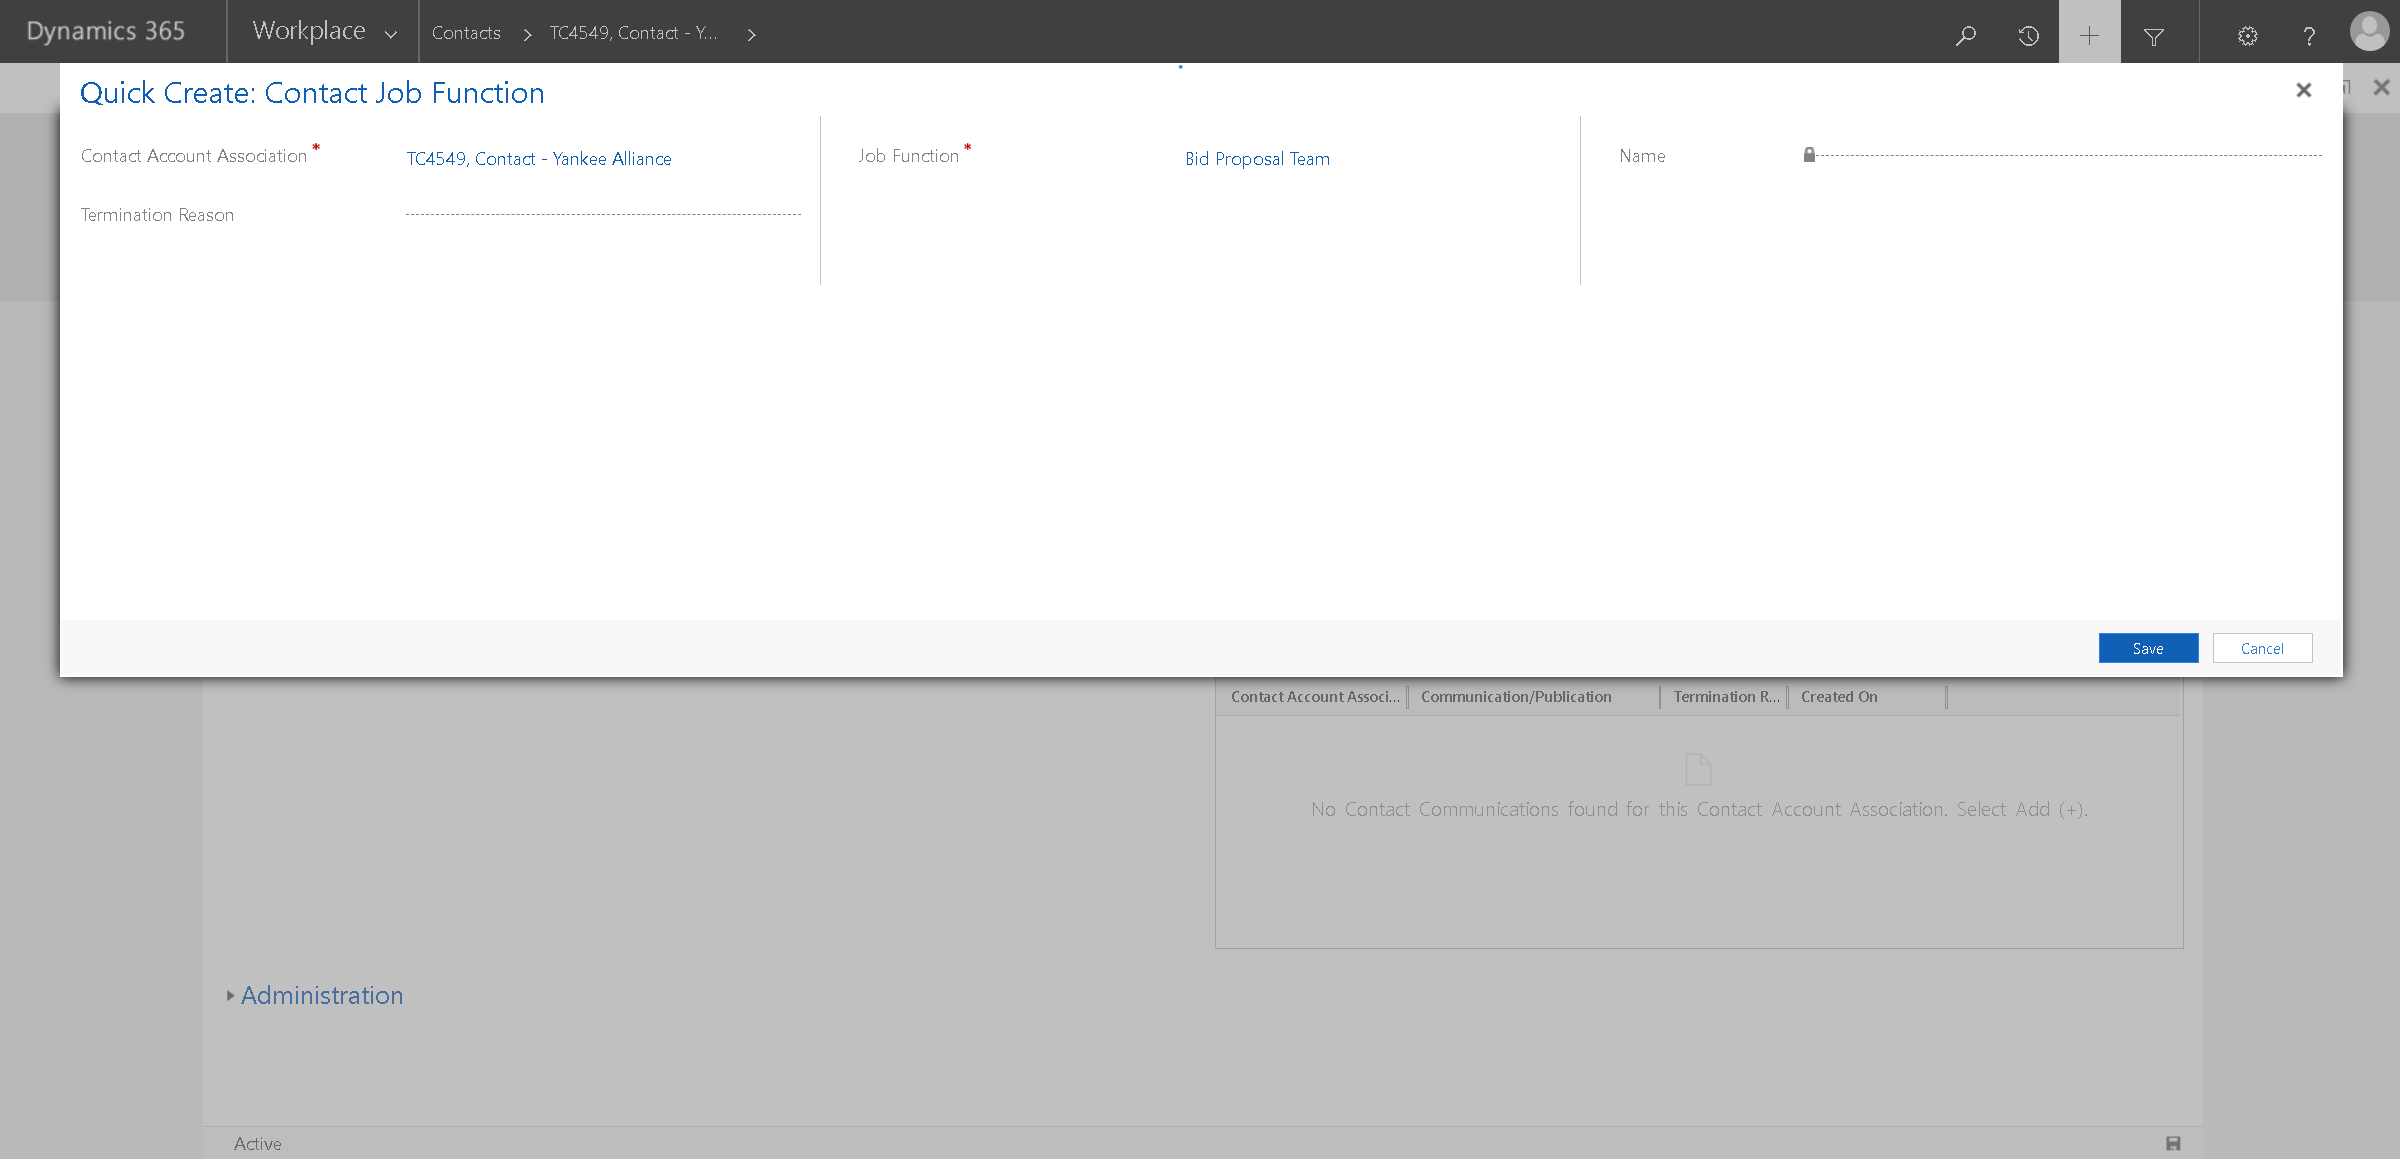 Dynamics 365 Workplace Contacts TC4549, Contact - Y... ?
Quick Create: Contact Job Function
Contact Account Association * TC4549, Contact - Yankee Alliance Job Function * Bid Proposal Team Name
Termination Reason
Save Cancel
Contact Account Associ... Communication/Publication Termination R... Created On
No Contact Communications found for this Contact Account Association. Select Add (+).
Administration
Active